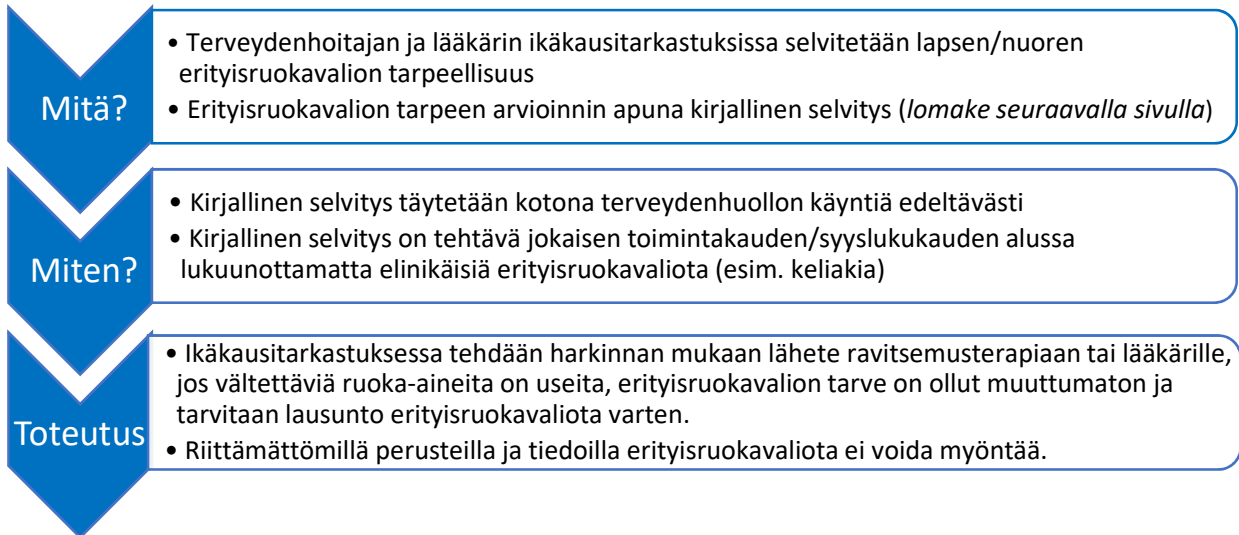 Mitä?
• Terveydenhoitajan ja lääkärin ikäkausitarkastuksissa selvitetään lapsen/nuoren
erityisruokavalion tarpeellisuus
• Erityisruokavalion tarpeen arvioinnin apuna kirjallinen selvitys (lomake seuraavalla sivulla)
Miten?
• Kirjallinen selvitys täytetään kotona terveydenhuollon käyntiä edeltävästi
• Kirjallinen selvitys on tehtävä jokaisen toimintakauden/syyslukukauden alussa
lukuunottamatta elinikäisiä erityisruokavaliota (esim. keliakia)
Toteutus
• Ikäkausitarkastuksessa tehdään harkinnan mukaan lähete ravitsemusterapiaan tai lääkärille,
jos vältettäviä ruoka-aineita on useita, erityisruokavalion tarve on ollut muuttumaton ja
tarvitaan lausunto erityisruokavaliota varten.
• Riittämättömillä perusteilla ja tiedoilla erityisruokavaliota ei voida myöntää.